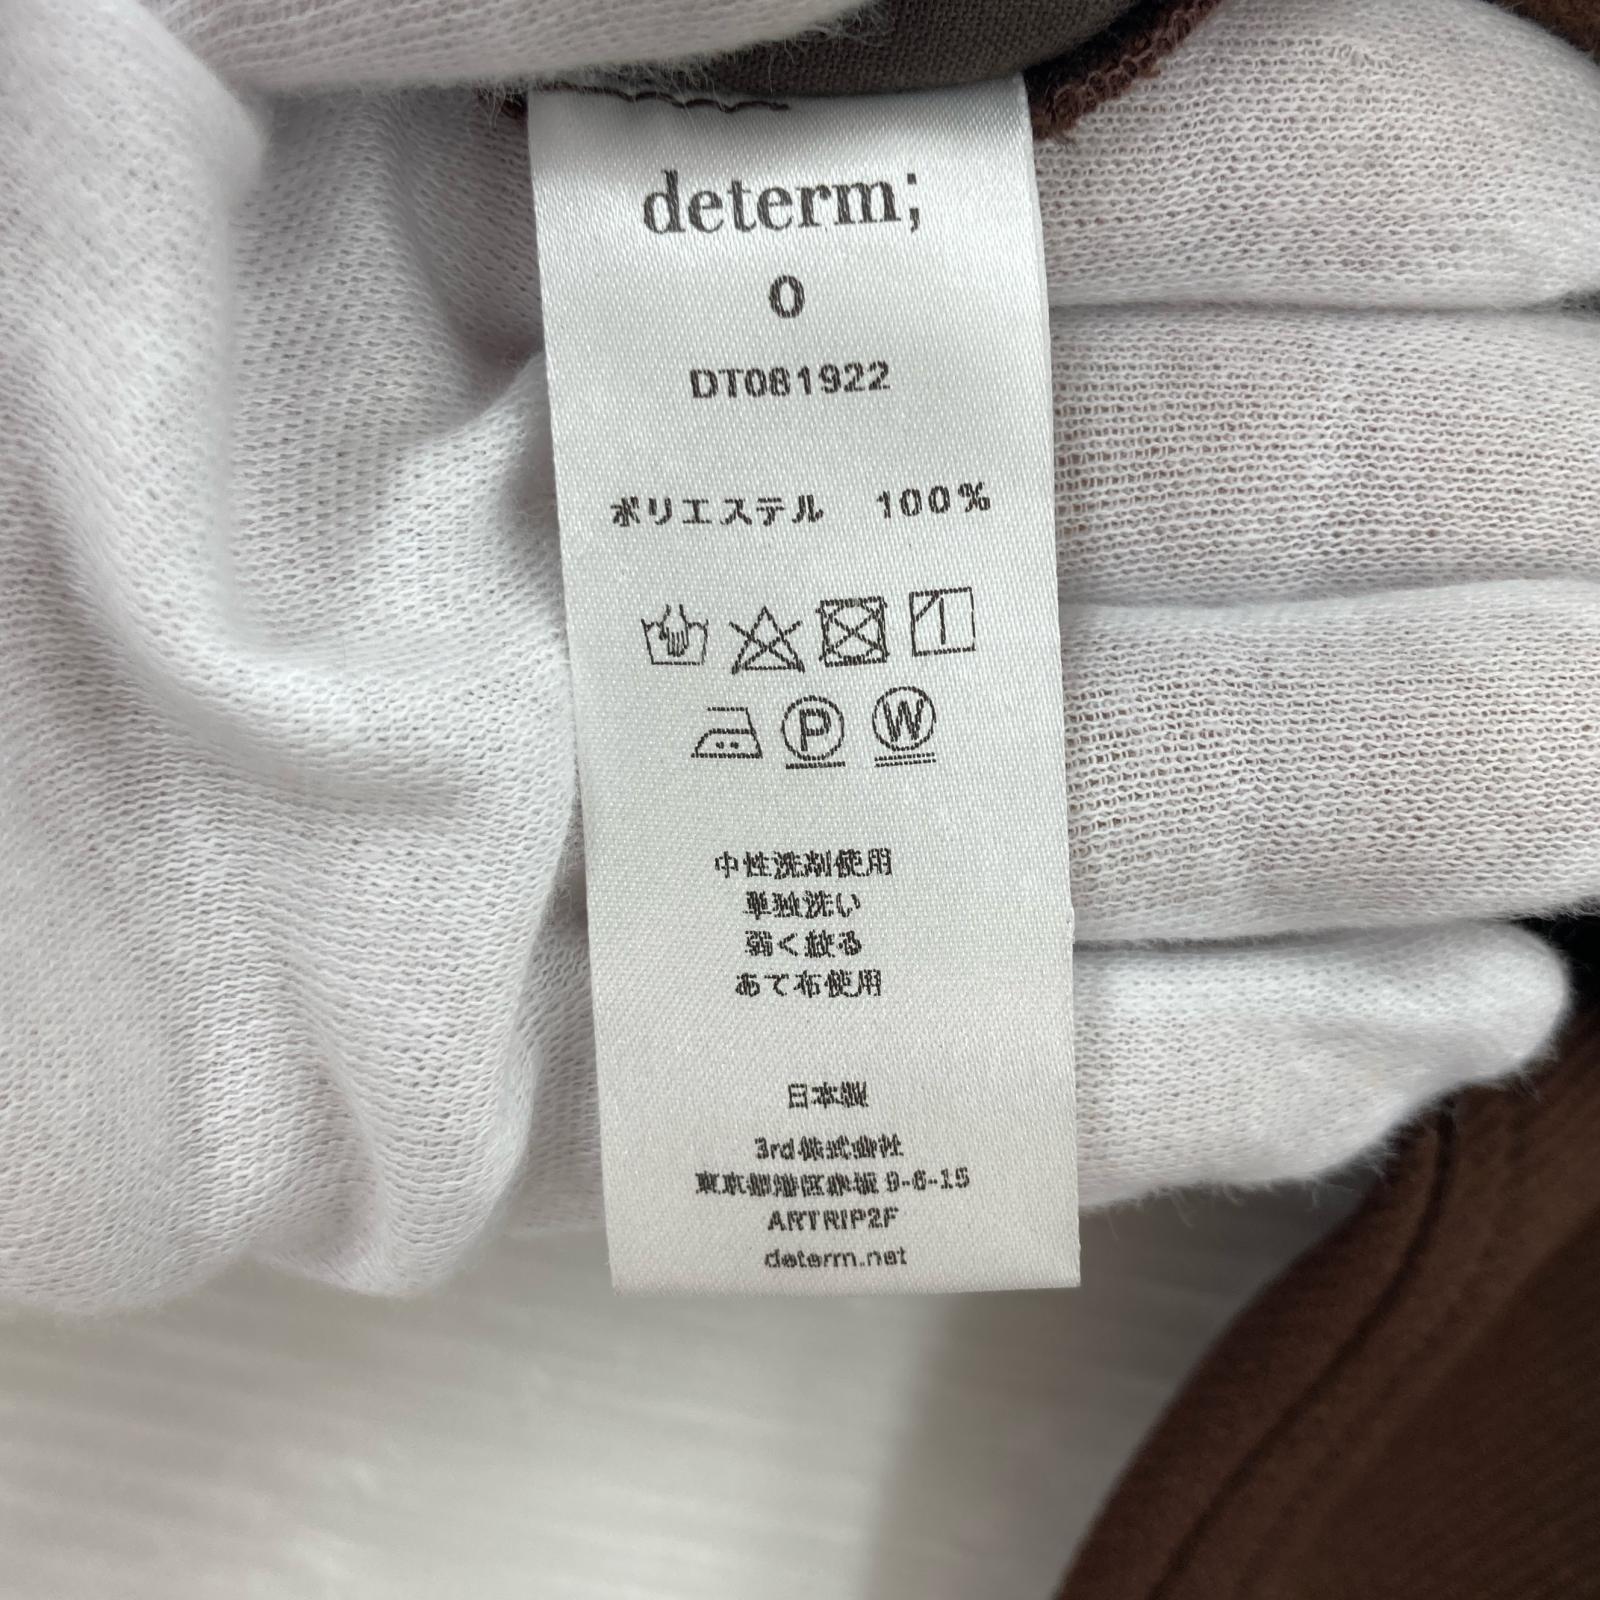 determ;
0
DT081922
ポリエステル 100%
P W
中性洗剤使用
単独洗い
弱く絞る
あて布使用
日本製
3rd株式会社
東京都港区赤坂 9-6-15
ARTRIP2F
determ.net